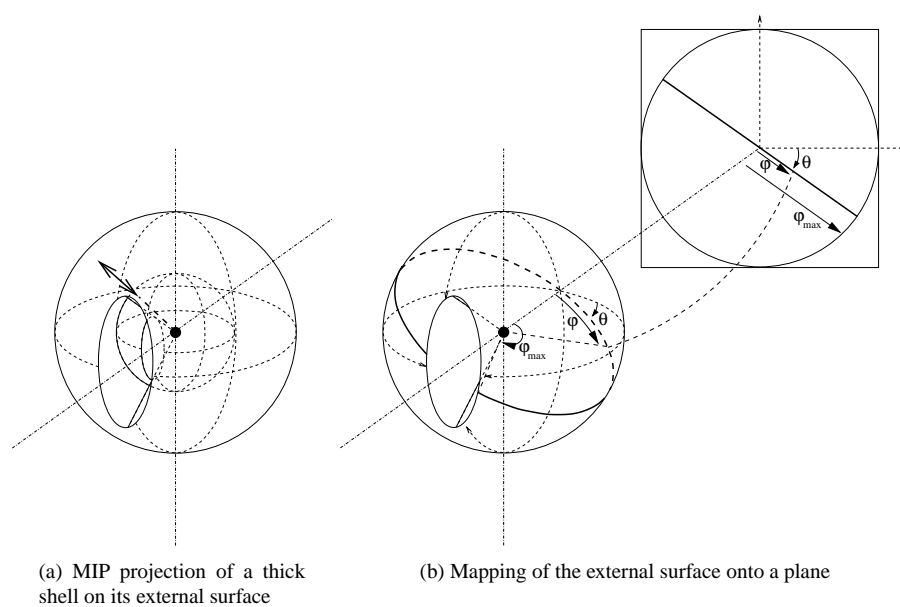 θ
φ
φmax
θ
φ
φmax
(a) MIP projection of a thick
shell on its external surface
(b) Mapping of the external surface onto a plane